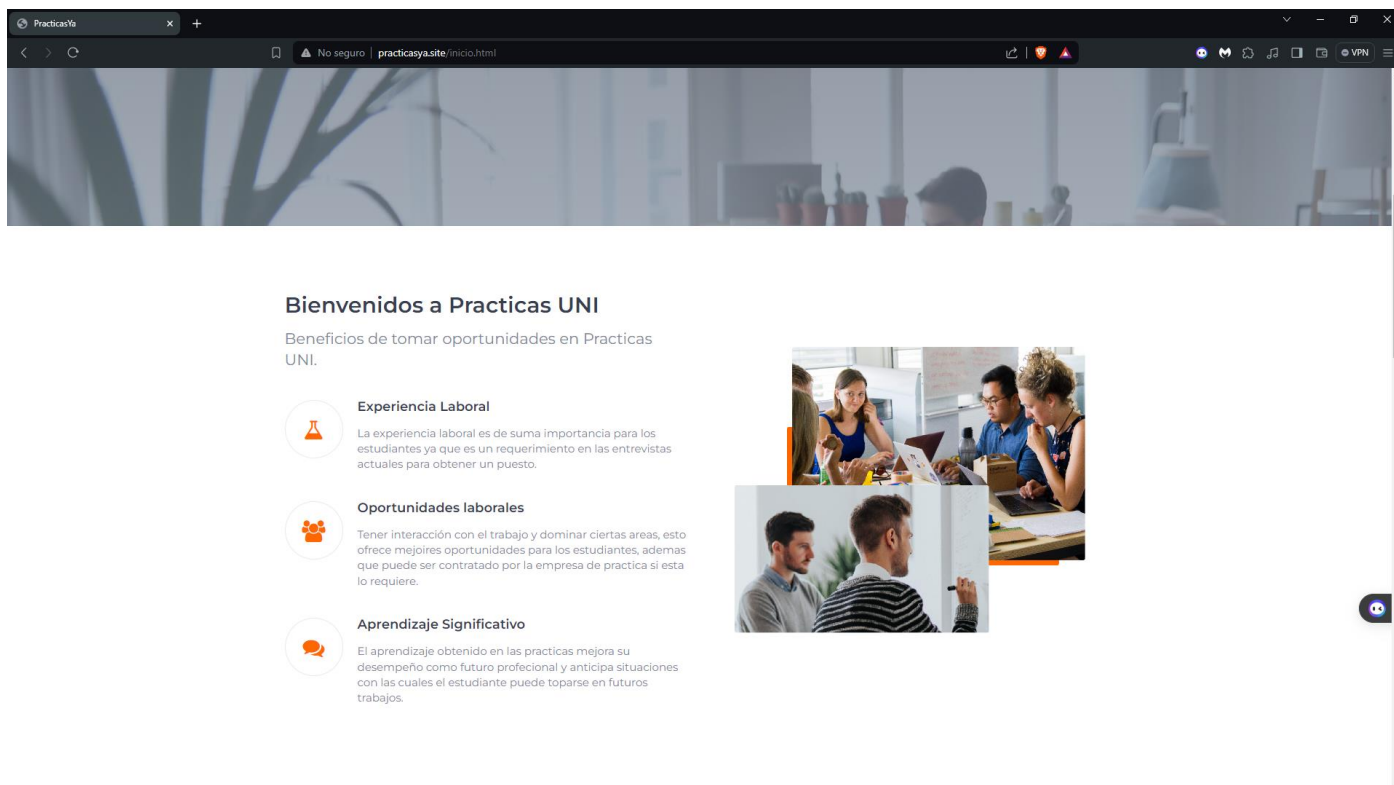 PracticasYa
No seguro practicasya.site/inicio.html
VPN
Bienvenidos a Practicas UNI
Beneficios de tomar oportunidades en Practicas
UNI.
Experiencia Laboral
La experiencia laboral es de suma importancia para los
estudiantes ya que es un requerimiento en las entrevistas
actuales para obtener un puesto.
Oportunidades laborales
Tener interacción con el trabajo y dominar ciertas areas, esto
ofrece mejoires oportunidades para los estudiantes, ademas
que puede ser contratado por la empresa de practica si esta
lo requiere.
Aprendizaje Significativo
El aprendizaje obtenido en las practicas mejora su
desempeño como futuro profecional y anticipa situaciones
con las cuales el estudiante puede toparse en futuros
trabajos.